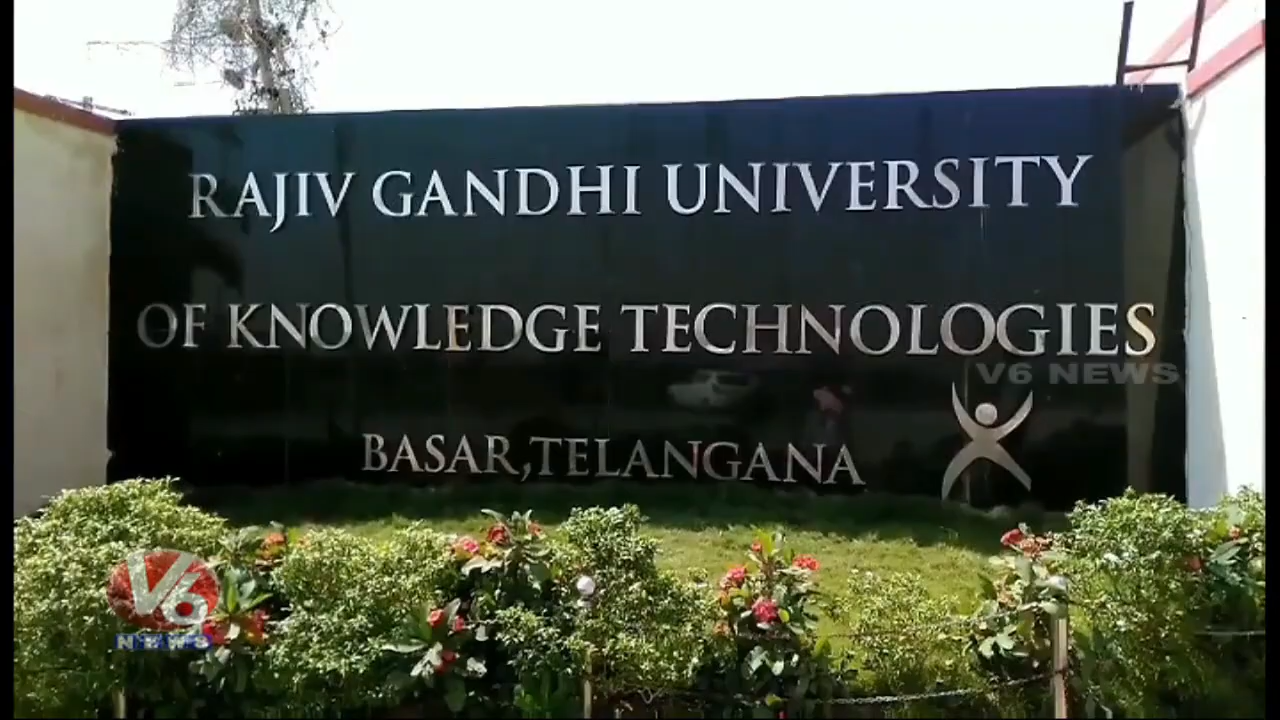 RAJIV GANDHI UNIVERSITY
OF KNOWLEDGE TECHNOLOGIES
V6 NEWS
BASAR,TELANGANA
V6
NEWS